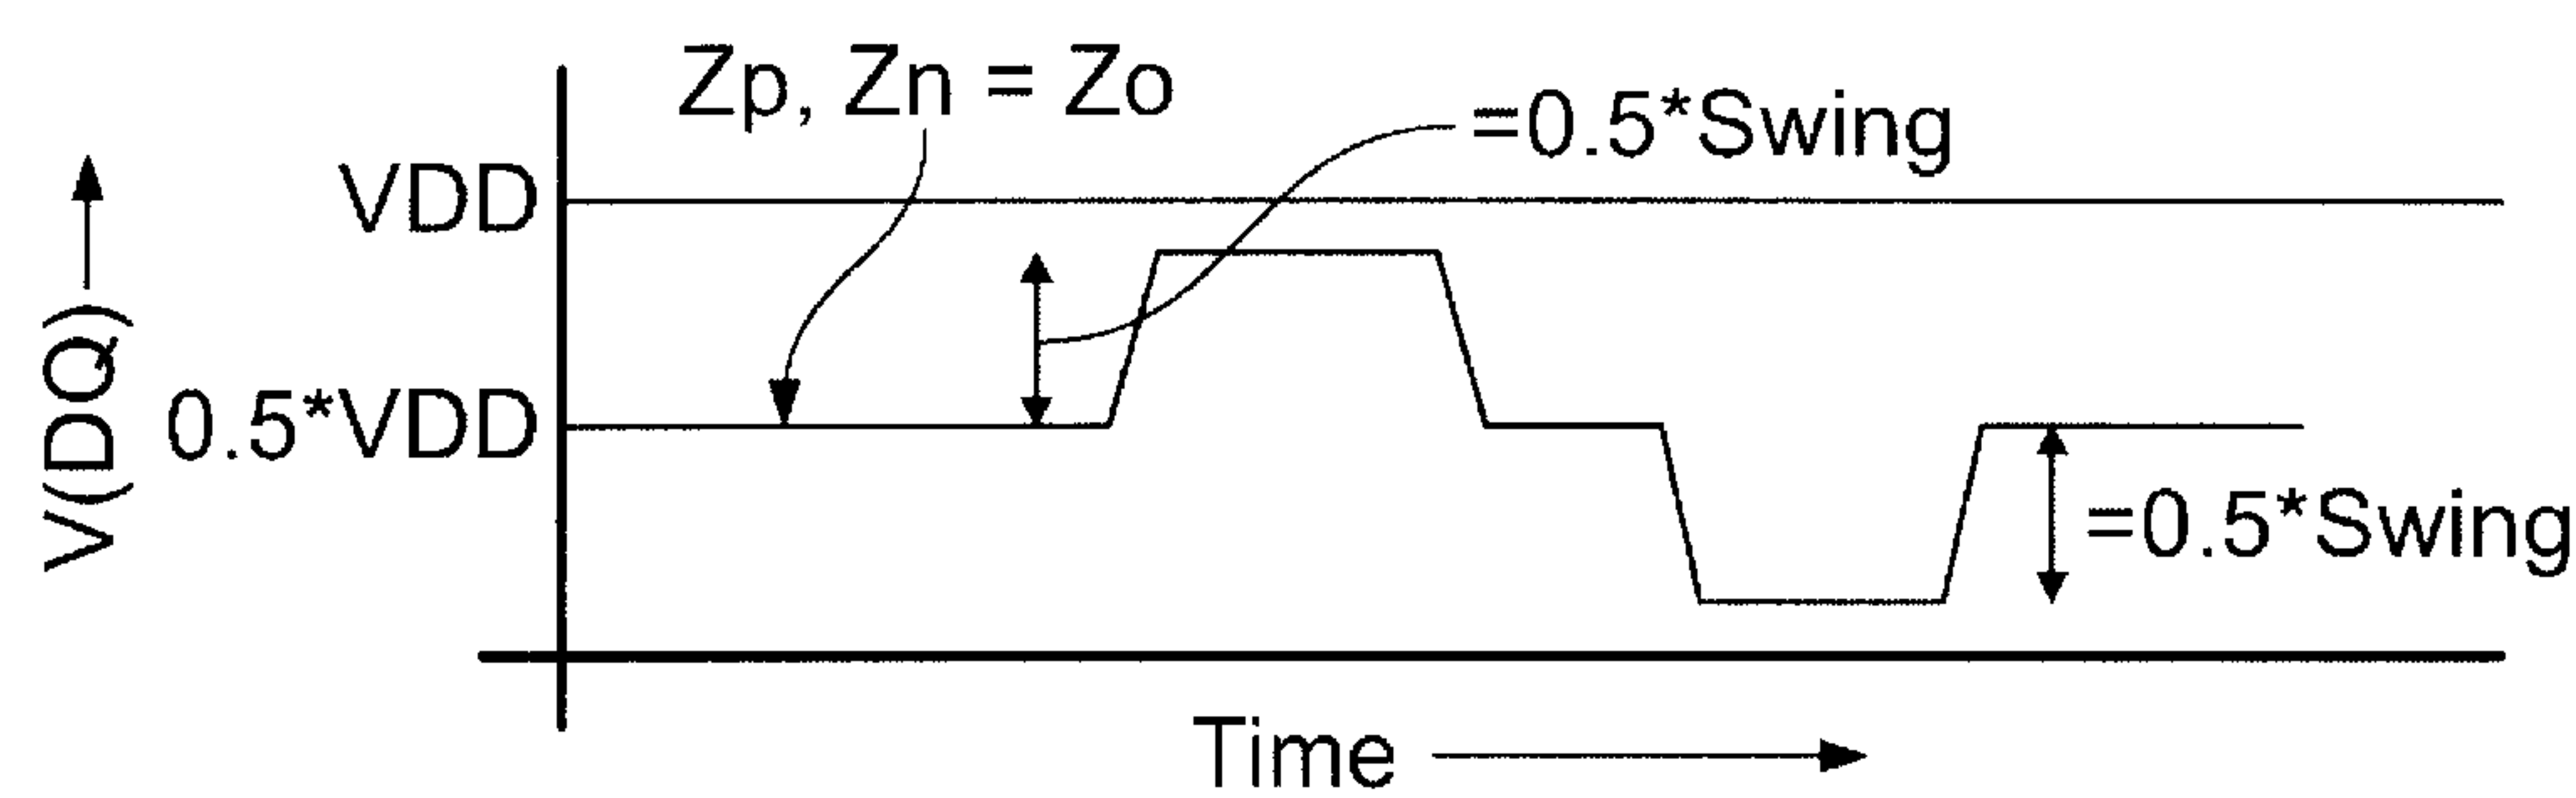 Zp, Zn = Zo
=0.5*Swing
VDD
V(DQ)
0.5*VDD
=0.5*Swing
Time